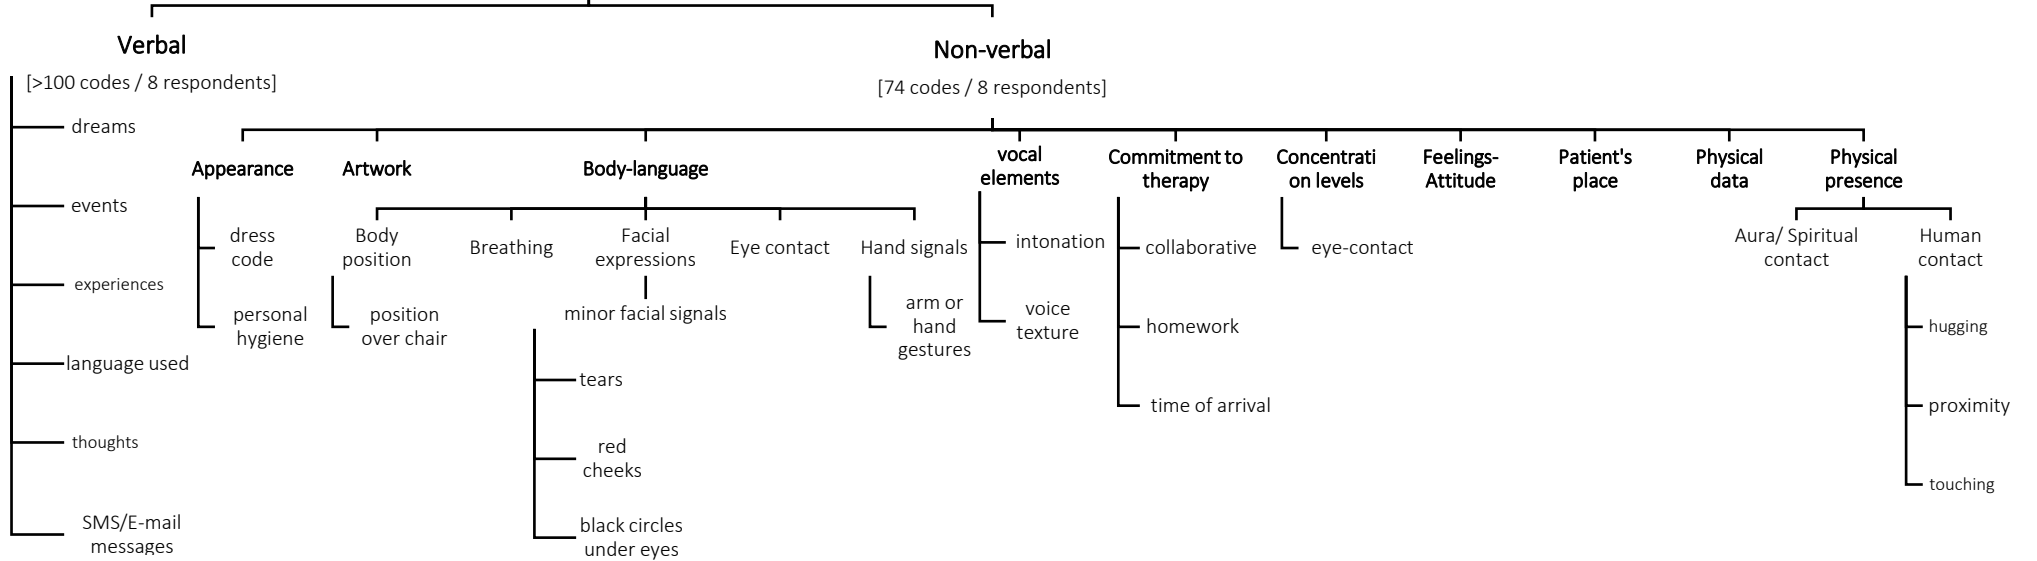 Verbal
[>100 codes / 8 respondents]
dreams
events
experiences
language used
thoughts
SMS/E-mail
messages
Non-verbal
[74 codes / 8 respondents]
Appearance
dress
code
personal
hygiene
Artwork
Body-language
Body
position
position
over chair
Breathing
Facial
expressions
minor facial signals
tears
red
cheeks
black circles
under eyes
Eye contact
Hand signals
arm or
hand
gestures
vocal
elements
intonation
voice
texture
Commitment to
therapy
collaborative
homework
time of arrival
Concentrati
on levels
eye-contact
Feelings-
Attitude
Patient's
place
Physical
data
Physical
presence
Aura/ Spiritual
contact
Human
contact
hugging
proximity
touching